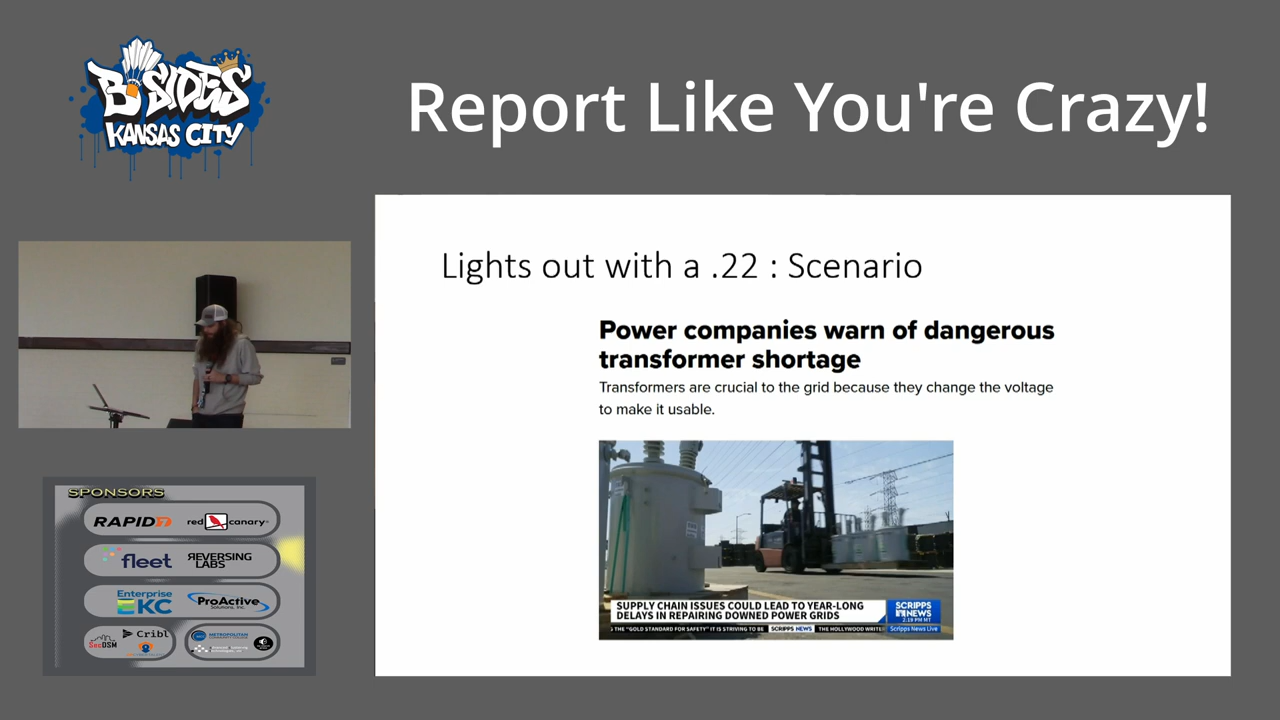 B SIDES
KANSAS CITY
Report Like You're Crazy!
Lights out with a .22 : Scenario
Power companies warn of dangerous
transformer shortage
Transformers are crucial to the grid because they change the voltage
to make it usable.
SUPPLY CHAIN ISSUES COULD LEAD TO YEAR-LONG
DELAYS IN REPAIRING DOWNED POWER GRIDS
SCRIPPS
NEWS
2:19 PM MT
S THE "GOLD STANDARD FOR SAFETY" IT IS STRIVING TO BE SCRIPPS NEWS THE HOLLYWOOD WRITE
Scripps News Live
SPONSORS
RAPID7
red canary
fleet
REVERSING
LABS
Enterprise
KC
ProActive
Solutions, Inc.
SecDSM
Cribl
METROPOLITAN